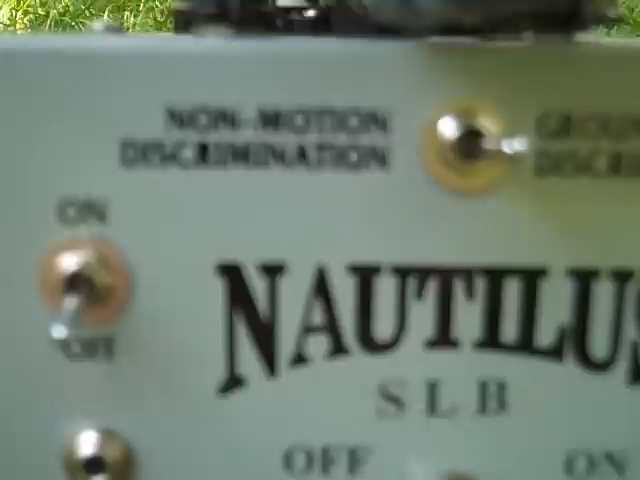 NON-MOTION
DISCRIMINATION
ON
OFF
NAUTILUS
SLB
OFF ON